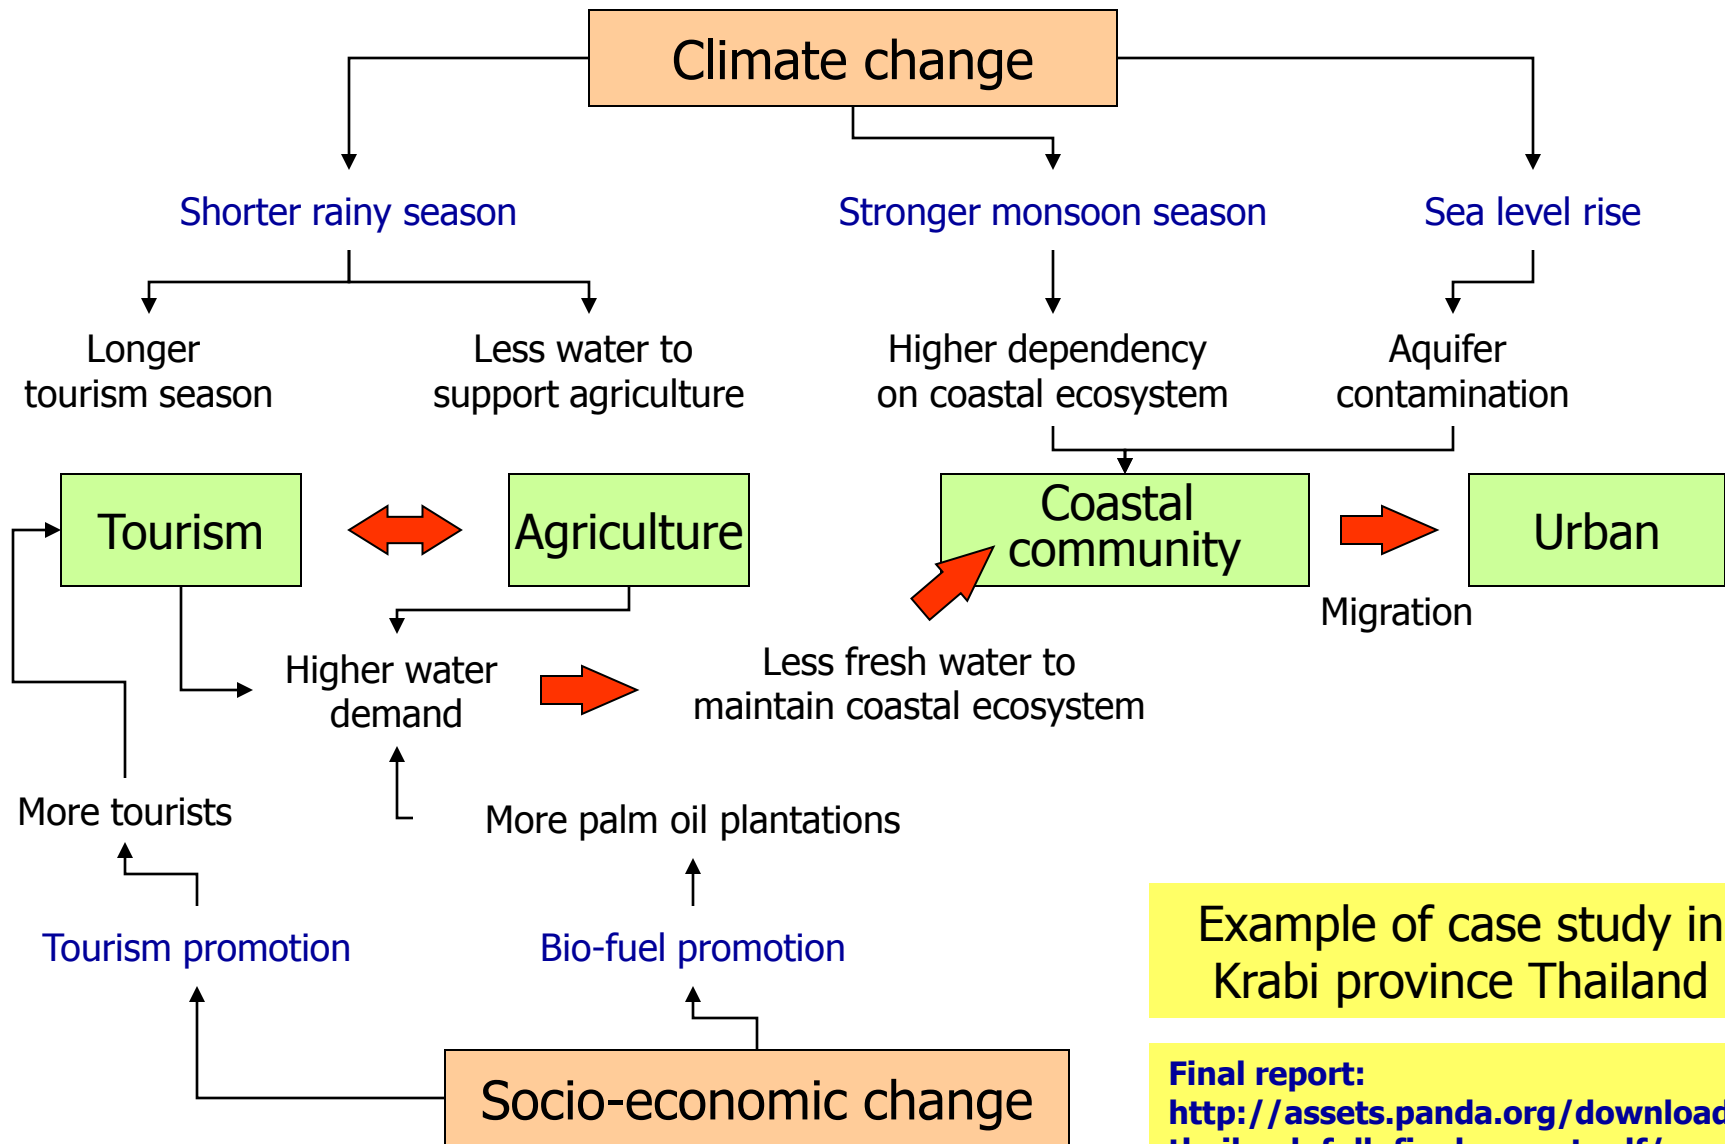 Climate change
Shorter rainy season
Stronger monsoon season
Sea level rise
Longer
tourism season
Less water to
support agriculture
Higher dependency
on coastal ecosystem
Aquifer
contamination
Tourism
Agriculture
Coastal
community
Urban
Migration
Higher water
demand
Less fresh water to
maintain coastal ecosystem
More tourists
More palm oil plantations
Tourism promotion
Bio-fuel promotion
Example of case study in
Krabi province Thailand
Socio-economic change
Final report:
http://assets.panda.org/download